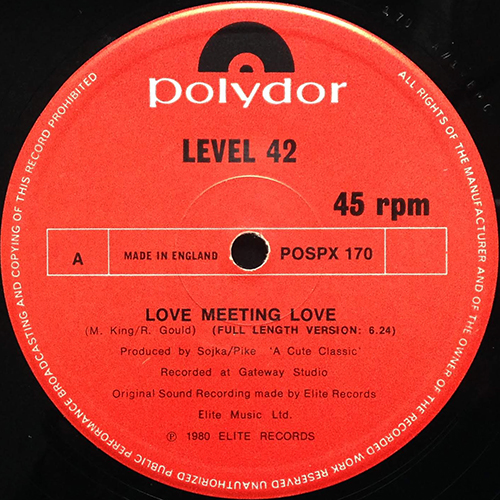 polydor
LEVEL 42
45 rpm
A
MADE IN ENGLAND
POSPX 170
LOVE MEETING LOVE
(M. King/R. Gould) (FULL LENGTH VERSION: 6.24)
Produced by Sojka/Pike 'A Cute Classic'
Recorded at Gateway Studio
Original Sound Recording made by Elite Records
Elite Music Ltd.
℗ 1980 ELITE RECORDS
ALL RIGHTS OF THE MANUFACTURER AND OF THE OWNER OF THE RECORDED WORK RESERVED UNAUTHORIZED PUBLIC PERFORMANCE BROADCASTING AND COPYING OF THIS RECORD PROHIBITED